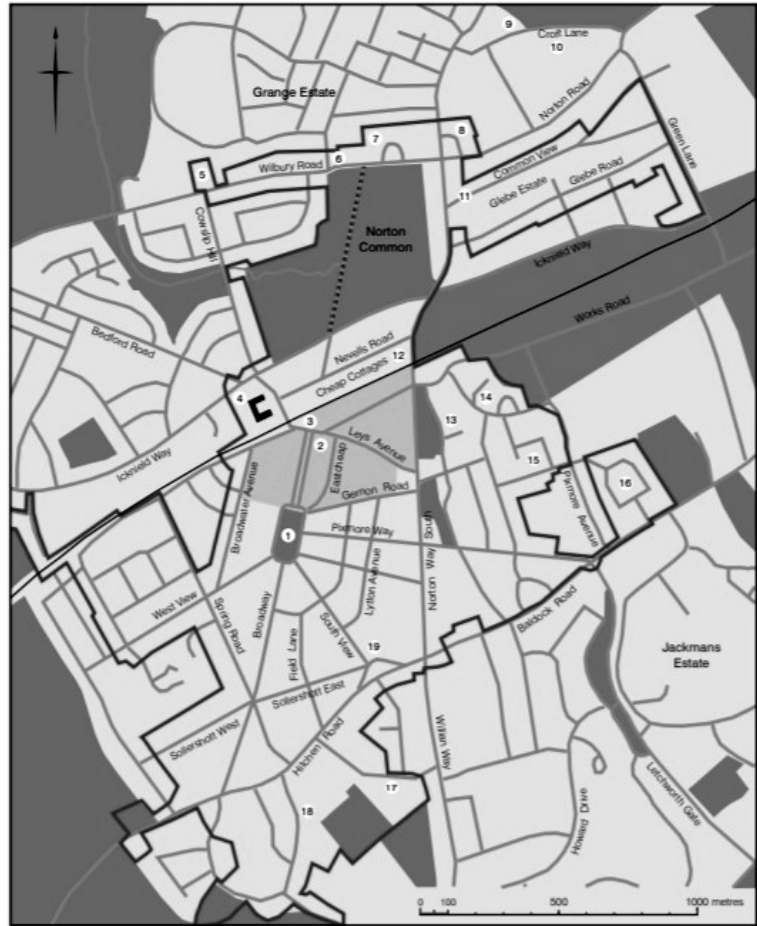 9
Croft Lane
10
Grange Estate
Norton Road
8
7
6
Wilbury Road
5
Common View
Green Lane
11
Glebe Estate
Glebe Road
Cowslip Hill
Norton
Common
Icknield Way
Works Road
Bedford Road
Nevells Road
12
Cheap Cottages
4
14
3
13
Leys Avenue
2
Eastcheap
15
Icknield Way
Broadwater Avenue
Gernon Road
16
Pixmore Avenue
1
Pixmore Way
Norton Way South
Lytton Avenue
West View
Spring Road
Broadway
Field Lane
South View
19
Baldock Road
Jackmans
Estate
Sollershott East
Sollershott West
Hitchin Road
Willian Way
17
18
Howard Drive
Letchworth Gate
0 100 500 1000 metres